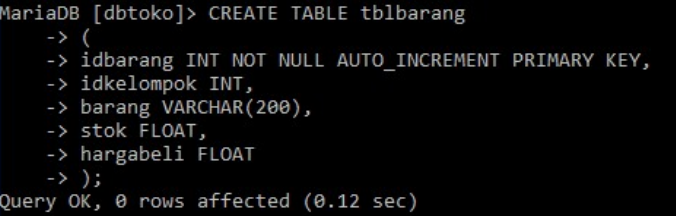 MariaDB [dbtoko]> CREATE TABLE tblbarang
    -> (
    -> idbarang INT NOT NULL AUTO_INCREMENT PRIMARY KEY,
    -> idkelompok INT,
    -> barang VARCHAR(200),
    -> stok FLOAT,
    -> hargabeli FLOAT
    -> );
Query OK, 0 rows affected (0.12 sec)